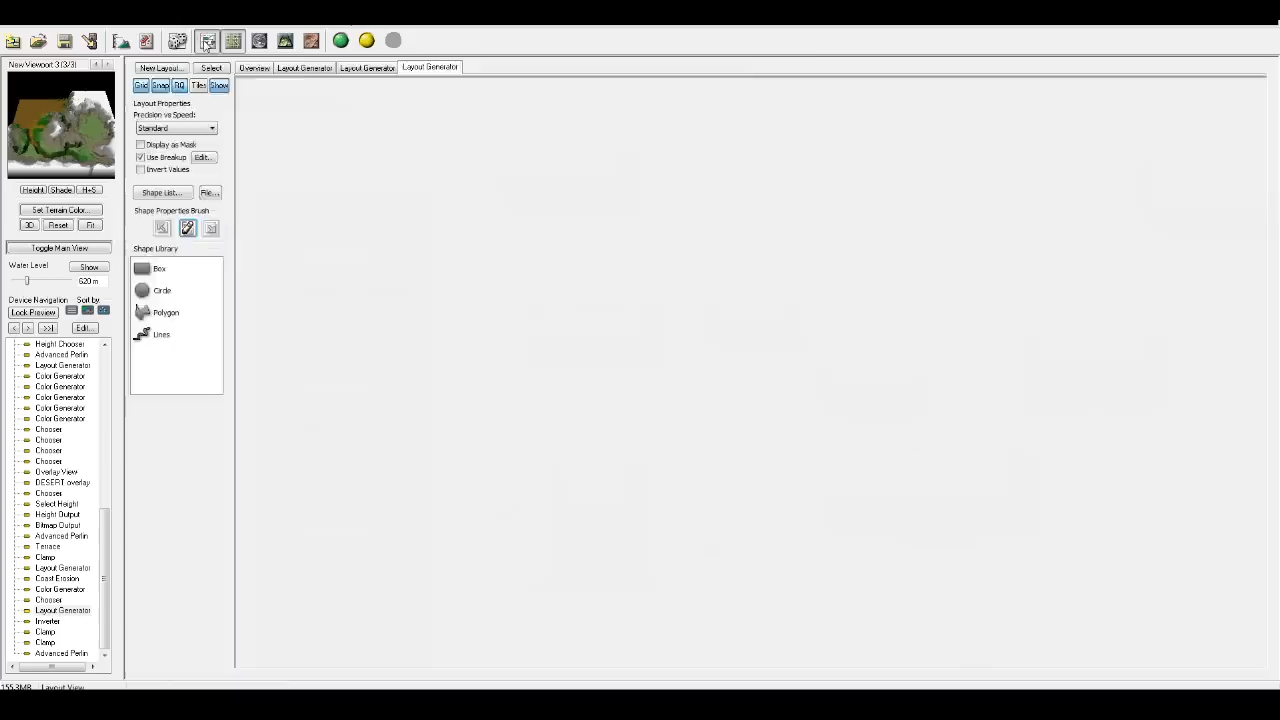 New Viewport 3 (3/3)
New Layout...
Select
Overview
Layout Generator
Layout Generator
Layout Generator
Grid
Snap
RQ
Tiles
Show
Layout Properties
Precision vs Speed:
Standard
Display as Mask
Use Breakup
Edit...
Invert Values
Shape List...
File...
Shape Properties Brush
Shape Library
Box
Circle
Polygon
Lines
Height
Shade
H+S
Set Terrain Color...
3D
Reset
Fit
Toggle Main View
Water Level
Show
620 m
Device Navigation
Sort by:
Lock Preview
<
>
>>|
Edit...
Height Chooser
Advanced Perlin
Layout Generator
Color Generator
Color Generator
Color Generator
Color Generator
Color Generator
Chooser
Chooser
Chooser
Chooser
Overlay View
DESERT overlay
Chooser
Select Height
Height Output
Bitmap Output
Advanced Perlin
Terrace
Clamp
Layout Generator
Coast Erosion
Color Generator
Chooser
Layout Generator
Inverter
Clamp
Clamp
Advanced Perlin
155.3MB
Layout View